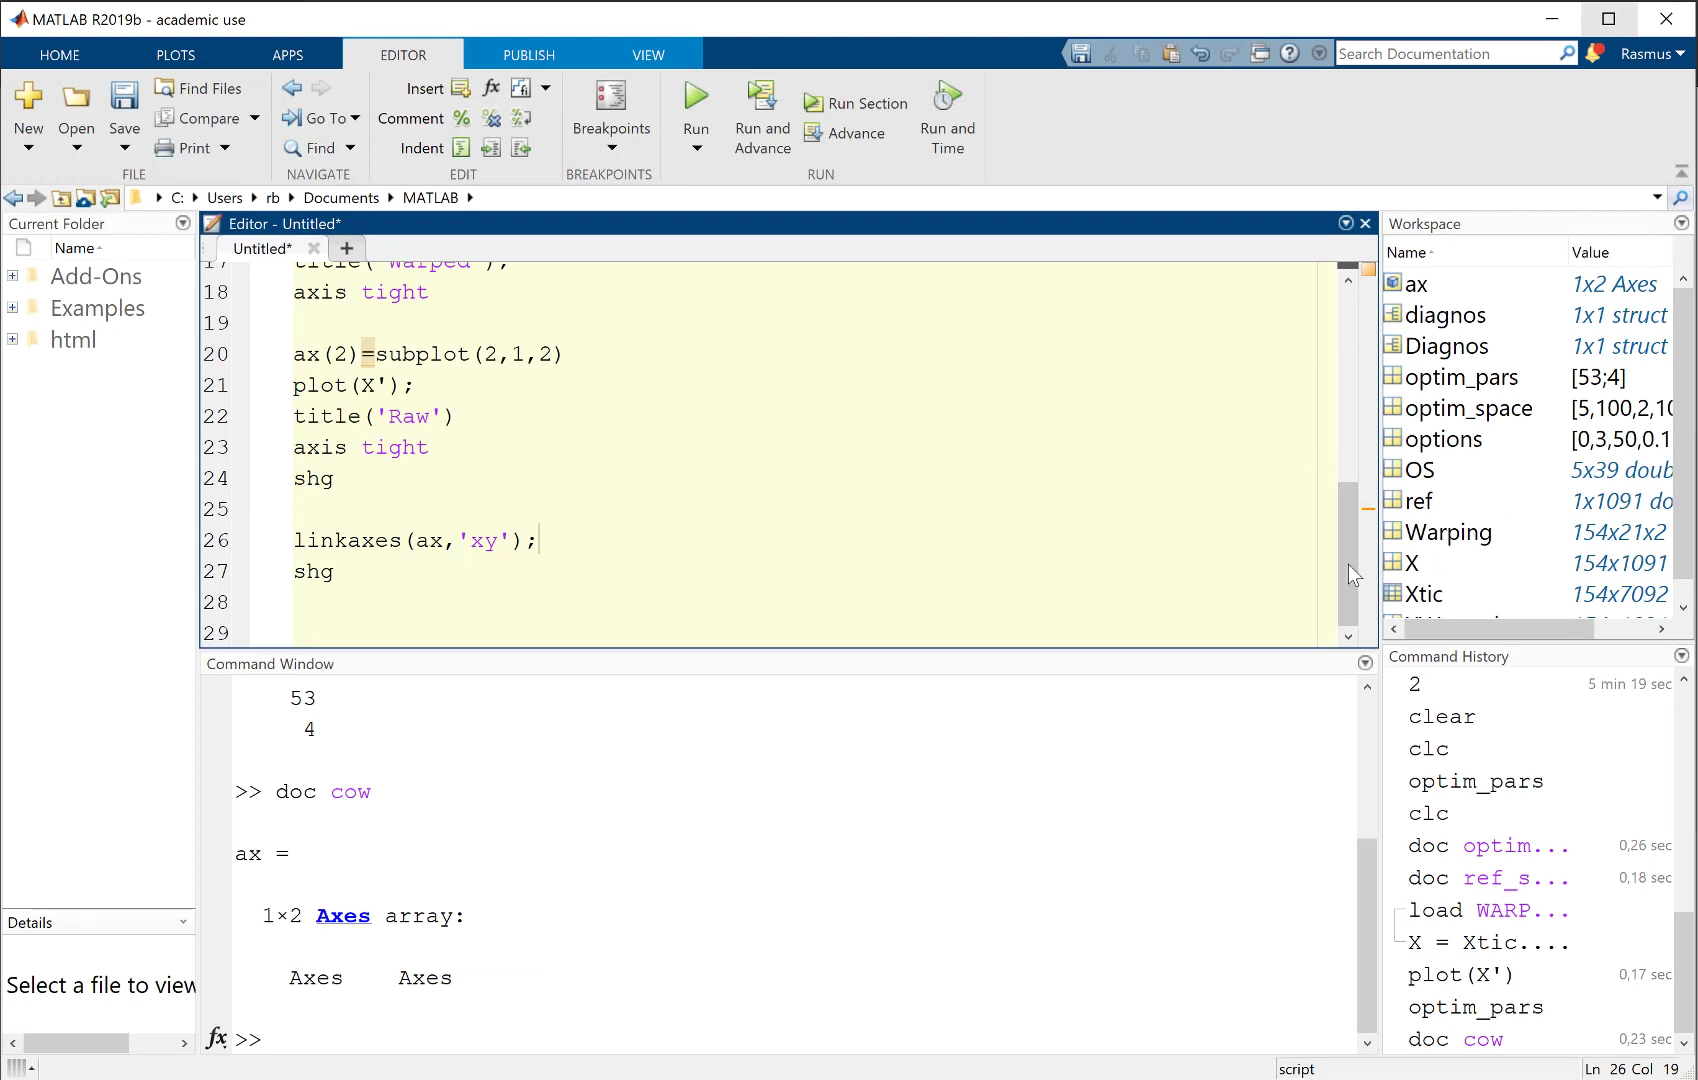 MATLAB R2019b - academic use
HOME PLOTS APPS EDITOR PUBLISH VIEW
Search Documentation
Rasmus
New
Open
Save
Find Files
Compare
Print
FILE
Go To
Find
NAVIGATE
Insert
Comment
Indent
EDIT
Breakpoints
BREAKPOINTS
Run
Run and Advance
Run Section
Advance
Run and Time
RUN
C: Users rb Documents MATLAB
Current Folder
Name
Add-Ons
Examples
html
Details
Select a file to view
Editor - Untitled*
Untitled*
17 title('Warped');
18 axis tight
19
20 ax(2)=subplot(2,1,2)
21 plot(X');
22 title('Raw')
23 axis tight
24 shg
25
26 linkaxes(ax,'xy');
27 shg
28
29
Command Window
53
4
>> doc cow
ax =
1×2 Axes array:
Axes Axes
fx >>
Workspace
Name Value
ax 1x2 Axes
diagnos 1x1 struct
Diagnos 1x1 struct
optim_pars [53;4]
optim_space [5,100,2,10
options [0,3,50,0.1
OS 5x39 doub
ref 1x1091 do
Warping 154x21x2
X 154x1091
Xtic 154x7092
Command History
2 5 min 19 sec
clear
clc
optim_pars
clc
doc optim... 0,26 sec
doc ref_s... 0,18 sec
load WARP...
X = Xtic....
plot(X') 0,17 sec
optim_pars
doc cow 0,23 sec
script
Ln 26 Col 19